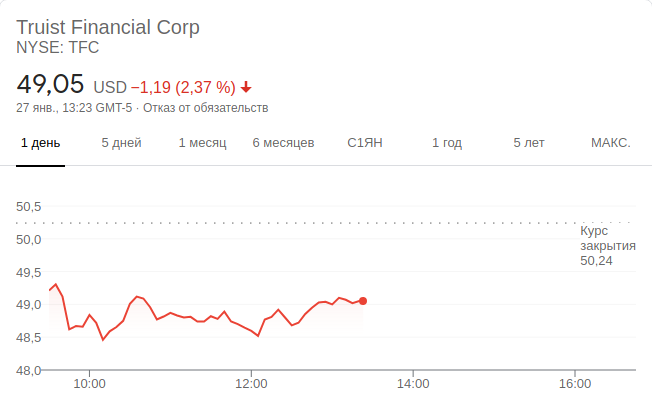 Truist Financial Corp
NYSE: TFC
49,05 USD −1,19 (2,37 %)
27 янв., 13:23 GMT-5 · Отказ от обязательств
1 день 5 дней 1 месяц 6 месяцев С1ЯН 1 год 5 лет МАКС.
50,5
50,0
49,5
49,0
48,5
48,0
Курс
закрытия
50,24
10:00 12:00 14:00 16:00